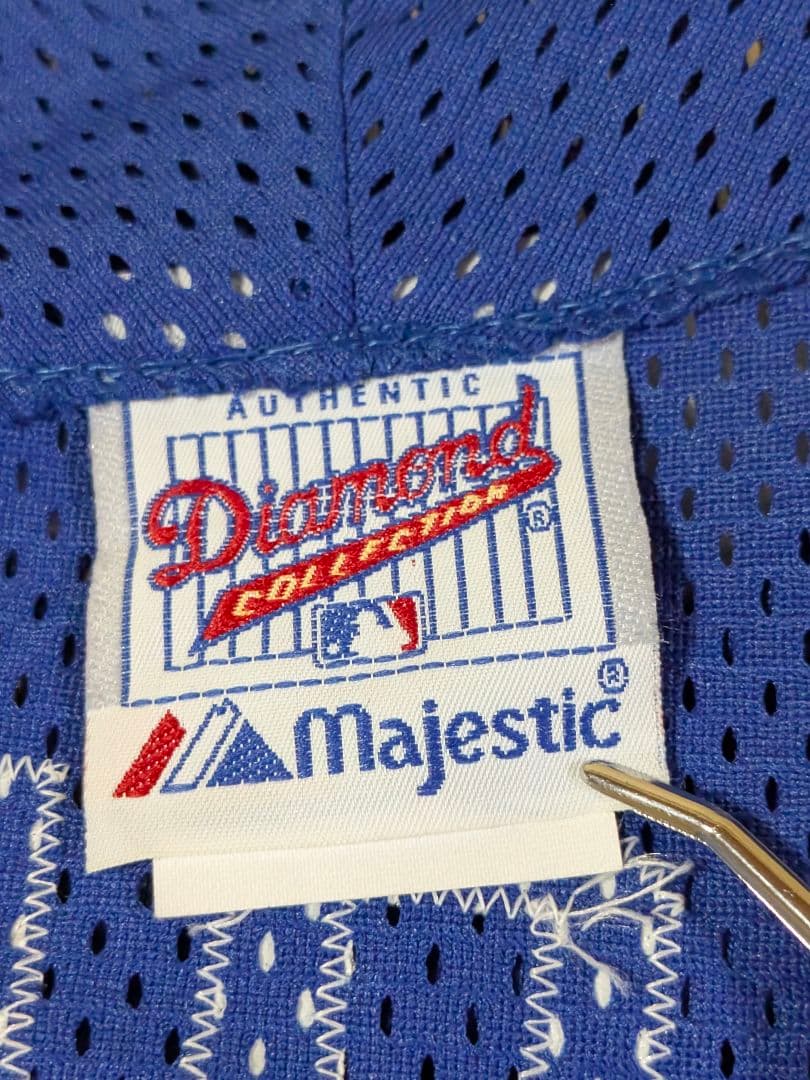 AUTHENTIC
Diamond
COLLECTION
®
Majestic®